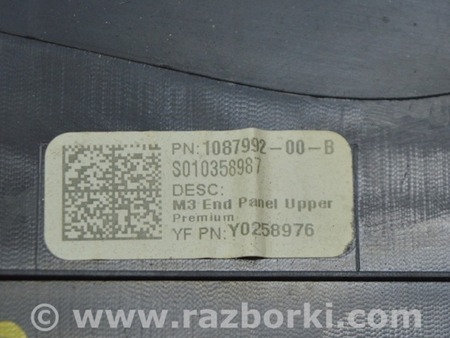 PN: 1087992-00-B
S010358987
DESC:
M3 End Panel Upper
Premium
YF PN: Y0258976
© www.razborki.com